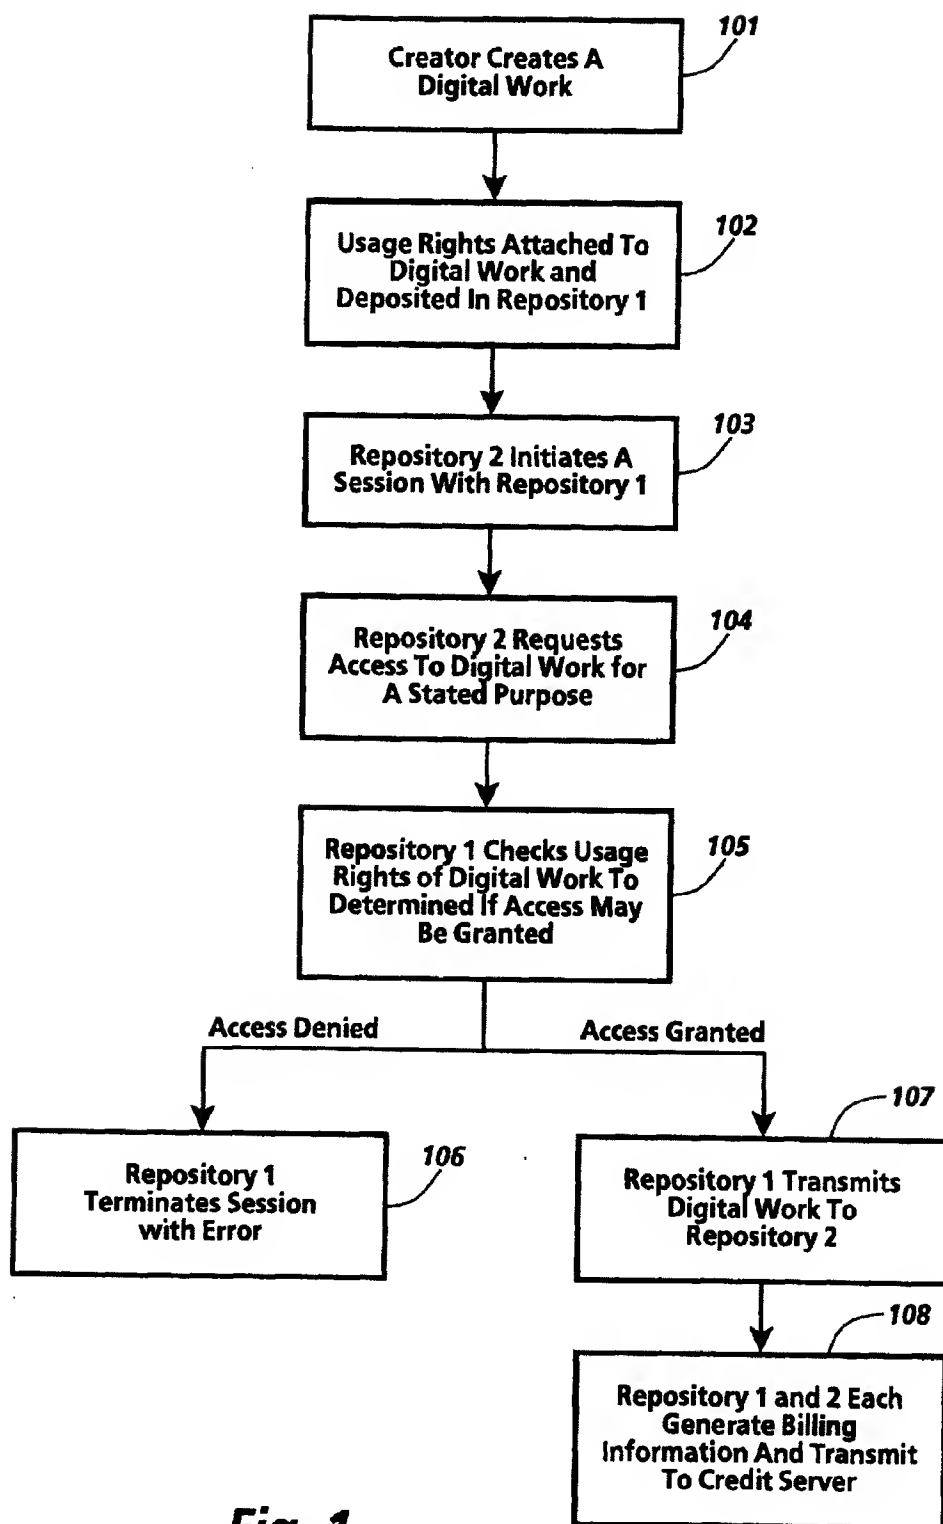 101
Creator Creates A
Digital Work
102
Usage Rights Attached To
Digital Work and
Deposited In Repository 1
103
Repository 2 Initiates A
Session With Repository 1
104
Repository 2 Requests
Access To Digital Work for
A Stated Purpose
105
Repository 1 Checks Usage
Rights of Digital Work To
Determined If Access May
Be Granted
Access Denied
Access Granted
106
Repository 1
Terminates Session
with Error
107
Repository 1 Transmits
Digital Work To
Repository 2
108
Repository 1 and 2 Each
Generate Billing
Information And Transmit
To Credit Server
Fig. 1